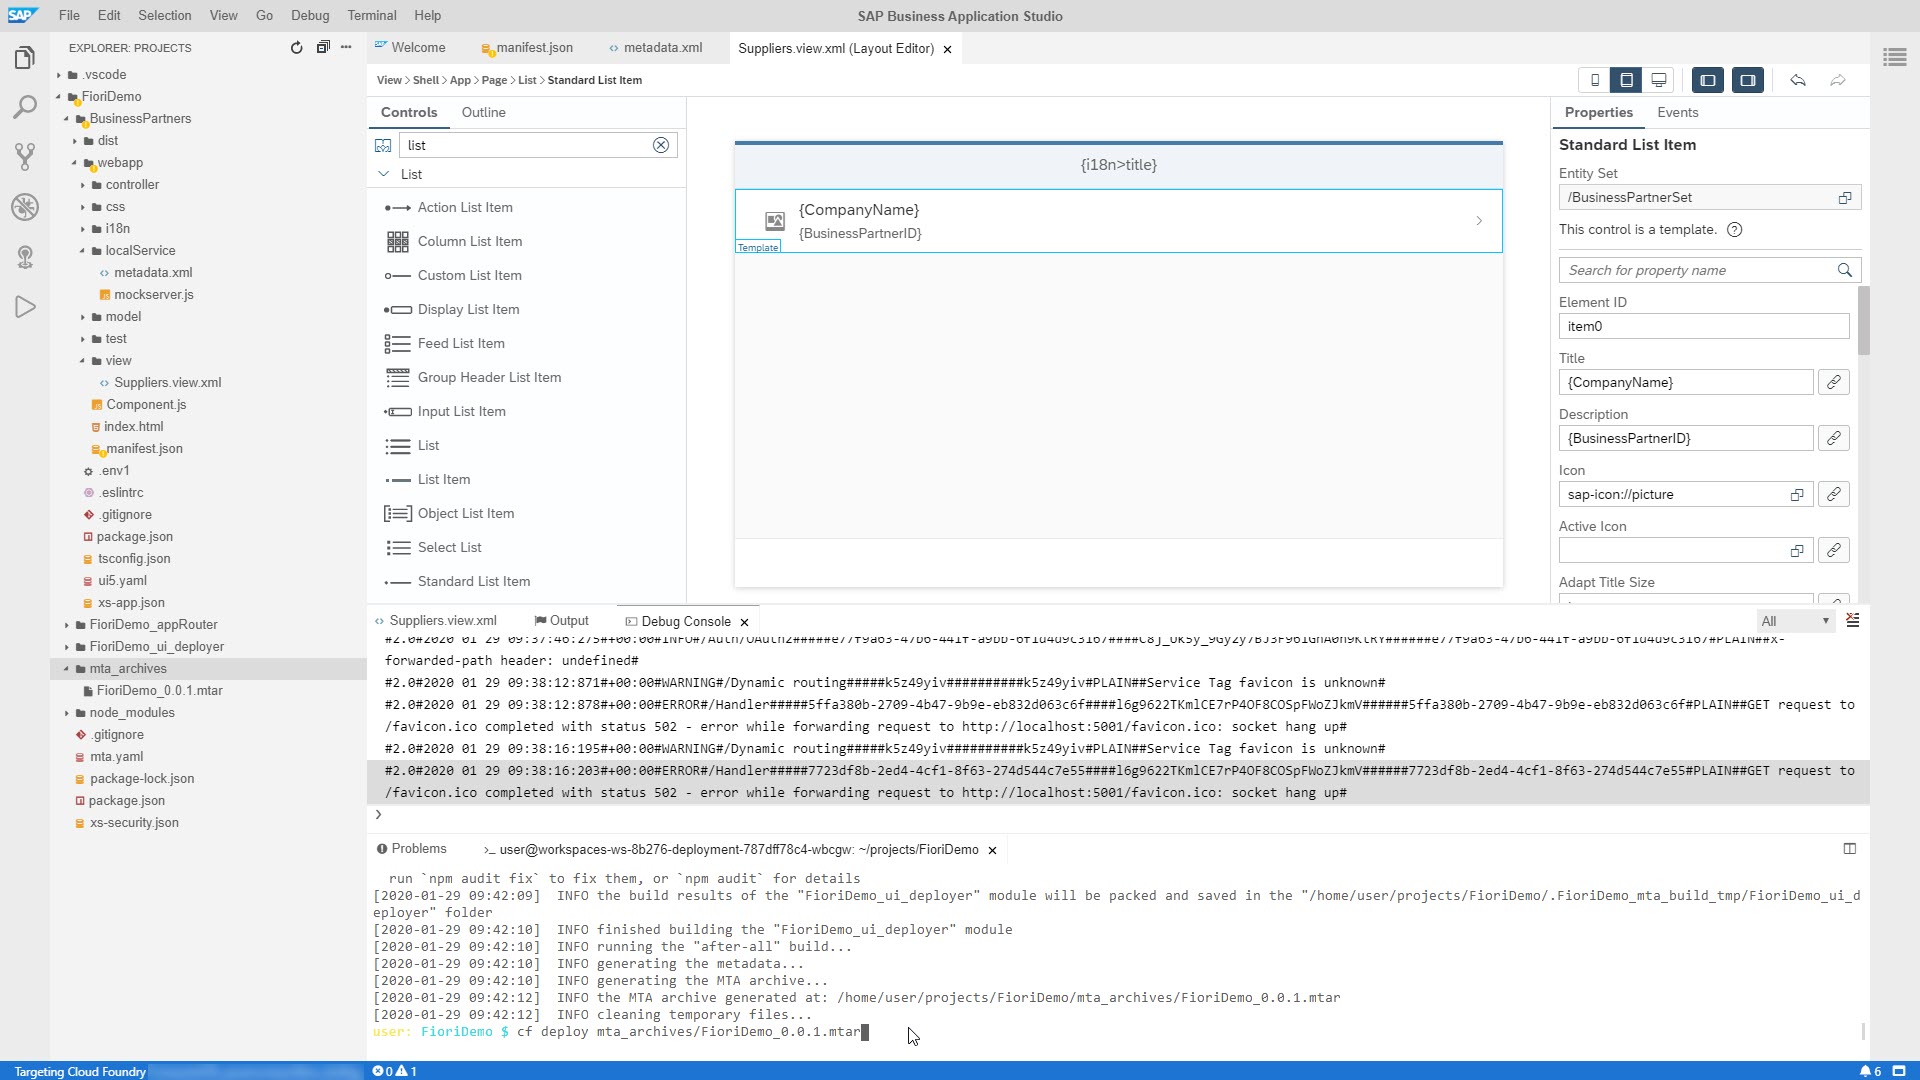 SAP File Edit Selection View Go Debug Terminal Help
SAP Business Application Studio
EXPLORER: PROJECTS
.vscode
FioriDemo
BusinessPartners
dist
webapp
controller
css
i18n
localService
metadata.xml
mockserver.js
model
test
view
Suppliers.view.xml
Component.js
index.html
manifest.json
.env1
.eslintrc
.gitignore
package.json
tsconfig.json
ui5.yaml
xs-app.json
FioriDemo_appRouter
FioriDemo_ui_deployer
mta_archives
FioriDemo_0.0.1.mtar
node_modules
.gitignore
mta.yaml
package-lock.json
package.json
xs-security.json
Welcome manifest.json metadata.xml Suppliers.view.xml (Layout Editor)
View > Shell > App > Page > List > Standard List Item
Controls Outline
list
List
Action List Item
Column List Item
Custom List Item
Display List Item
Feed List Item
Group Header List Item
Input List Item
List
List Item
Object List Item
Select List
Standard List Item
{i18n>title}
{CompanyName}
{BusinessPartnerID}
Template
Properties Events
Standard List Item
Entity Set
/BusinessPartnerSet
This control is a template.
Search for property name
Element ID
item0
Title
{CompanyName}
Description
{BusinessPartnerID}
Icon
sap-icon://picture
Active Icon
Adapt Title Size
Suppliers.view.xml Output Debug Console
All
forwarded-path header: undefined#
#2.0#2020 01 29 09:38:12:871#+00:00#WARNING#/Dynamic routing#####k5z49yiv##########k5z49yiv#PLAIN##Service Tag favicon is unknown#
#2.0#2020 01 29 09:38:12:878#+00:00#ERROR#/Handler#####5ffa380b-2709-4b47-9b9e-eb832d063c6f####l6g9622TKmlCE7rP4OF8COSpFWoZJkmV######5ffa380b-2709-4b47-9b9e-eb832d063c6f#PLAIN##GET request to
/favicon.ico completed with status 502 - error while forwarding request to http://localhost:5001/favicon.ico: socket hang up#
#2.0#2020 01 29 09:38:16:195#+00:00#WARNING#/Dynamic routing#####k5z49yiv##########k5z49yiv#PLAIN##Service Tag favicon is unknown#
#2.0#2020 01 29 09:38:16:203#+00:00#ERROR#/Handler#####7723df8b-2ed4-4cf1-8f63-274d544c7e55####l6g9622TKmlCE7rP4OF8COSpFWoZJkmV######7723df8b-2ed4-4cf1-8f63-274d544c7e55#PLAIN##GET request to
/favicon.ico completed with status 502 - error while forwarding request to http://localhost:5001/favicon.ico: socket hang up#
Problems >_ user@workspaces-ws-8b276-deployment-787dff78c4-wbcgw: ~/projects/FioriDemo
run `npm audit fix` to fix them, or `npm audit` for details
[2020-01-29 09:42:09] INFO the build results of the "FioriDemo_ui_deployer" module will be packed and saved in the "/home/user/projects/FioriDemo/.FioriDemo_mta_build_tmp/FioriDemo_ui_d
eployer" folder
[2020-01-29 09:42:10] INFO finished building the "FioriDemo_ui_deployer" module
[2020-01-29 09:42:10] INFO running the "after-all" build...
[2020-01-29 09:42:10] INFO generating the metadata...
[2020-01-29 09:42:10] INFO generating the MTA archive...
[2020-01-29 09:42:12] INFO the MTA archive generated at: /home/user/projects/FioriDemo/mta_archives/FioriDemo_0.0.1.mtar
[2020-01-29 09:42:12] INFO cleaning temporary files...
user: FioriDemo $ cf deploy mta_archives/FioriDemo_0.0.1.mtar
Targeting Cloud Foundry 0 1 6